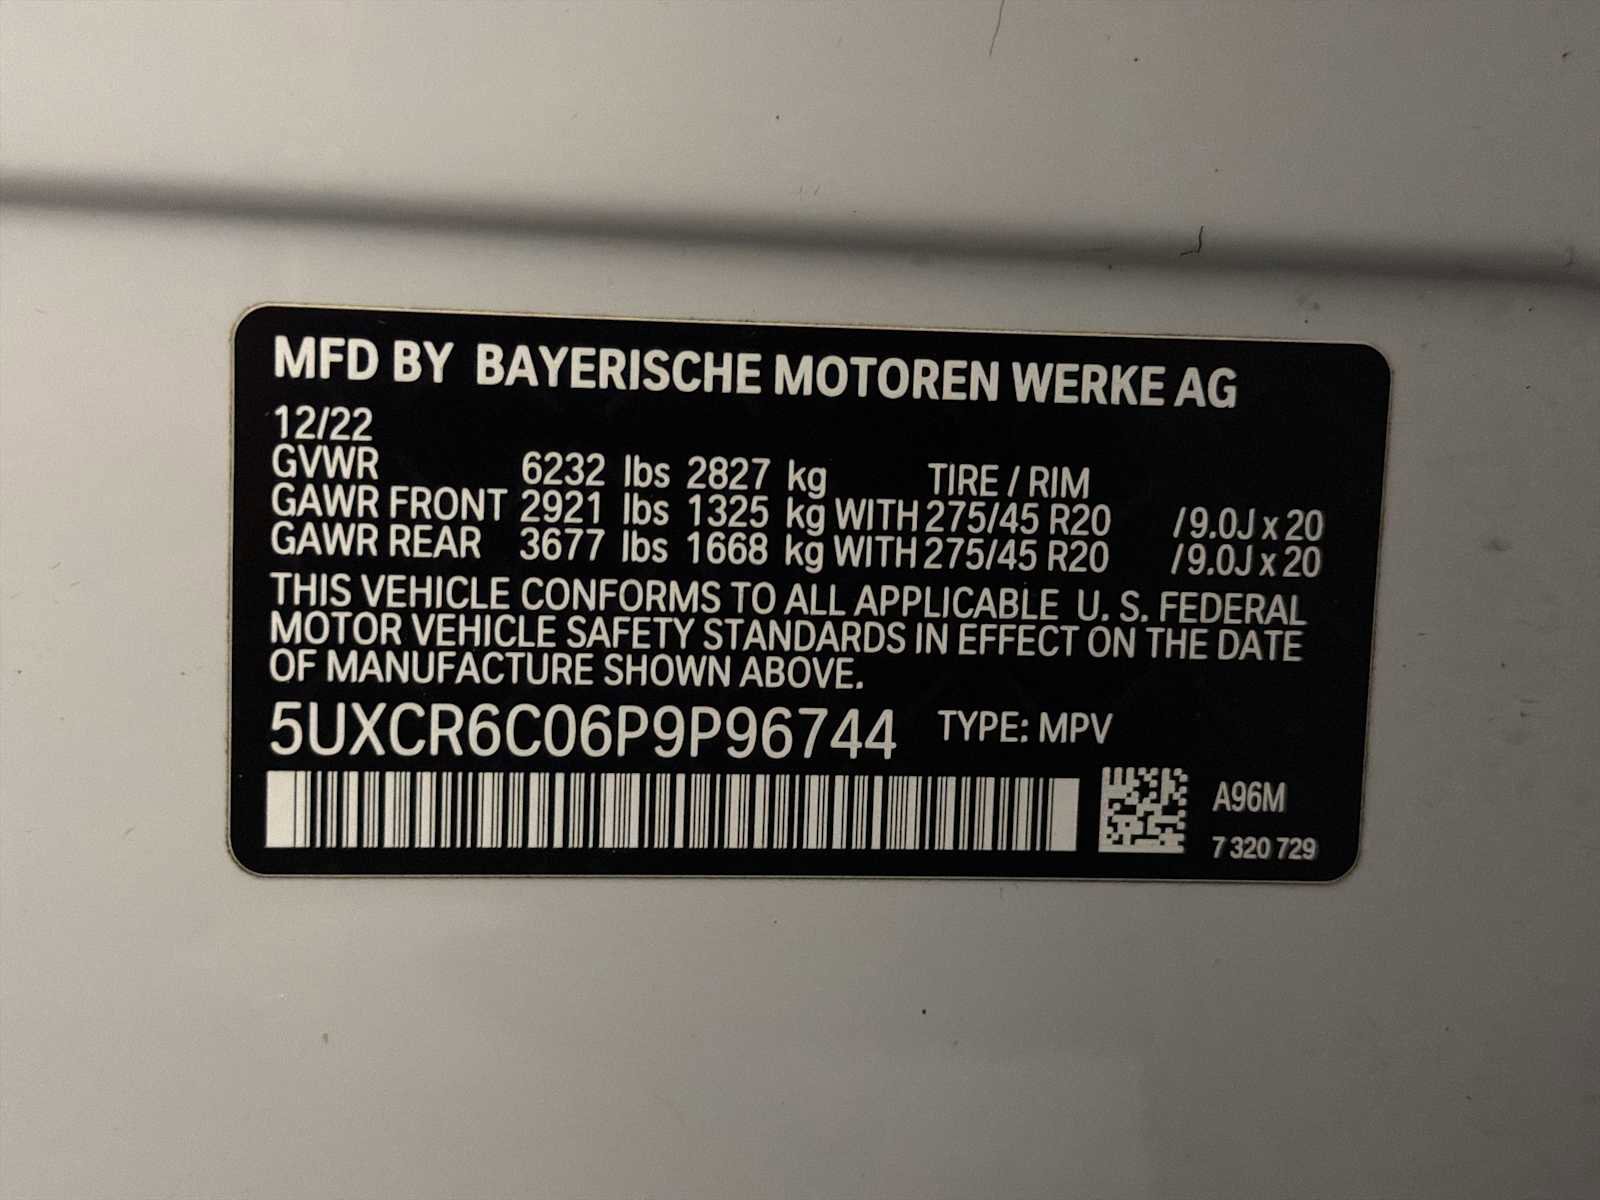 MFD BY BAYERISCHE MOTOREN WERKE AG
12/22
GVWR 6232 lbs 2827 kg TIRE / RIM
GAWR FRONT 2921 lbs 1325 kg WITH 275/45 R20 /9.0J x 20
GAWR REAR 3677 lbs 1668 kg WITH 275/45 R20 /9.0J x 20
THIS VEHICLE CONFORMS TO ALL APPLICABLE U. S. FEDERAL
MOTOR VEHICLE SAFETY STANDARDS IN EFFECT ON THE DATE
OF MANUFACTURE SHOWN ABOVE.
5UXCR6C06P9P96744 TYPE: MPV
A96M
7 320 729